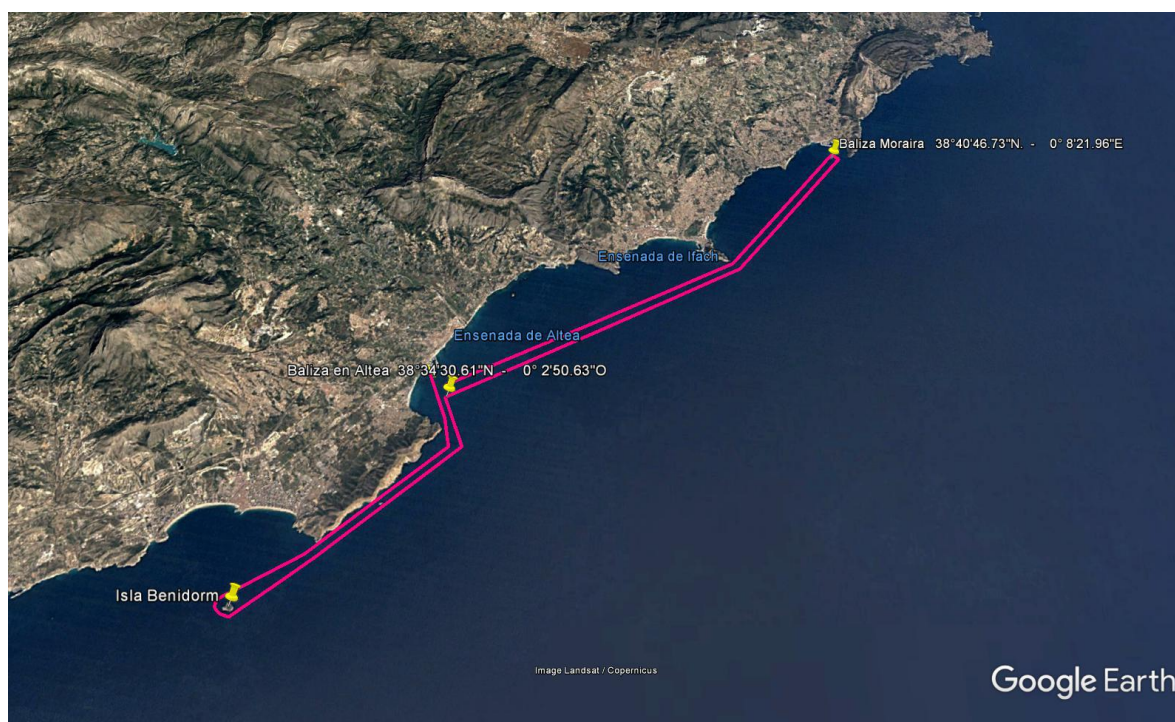 Baliza Moraira 38°40'46.73"N. - 0° 8'21.96"E
Ensenada de Ifach
Ensenada de Altea
Baliza en Altea 38°34'30.61"N - 0° 2'50.63"O
Isla Benidorm
Image Landsat / Copernicus
Google Earth